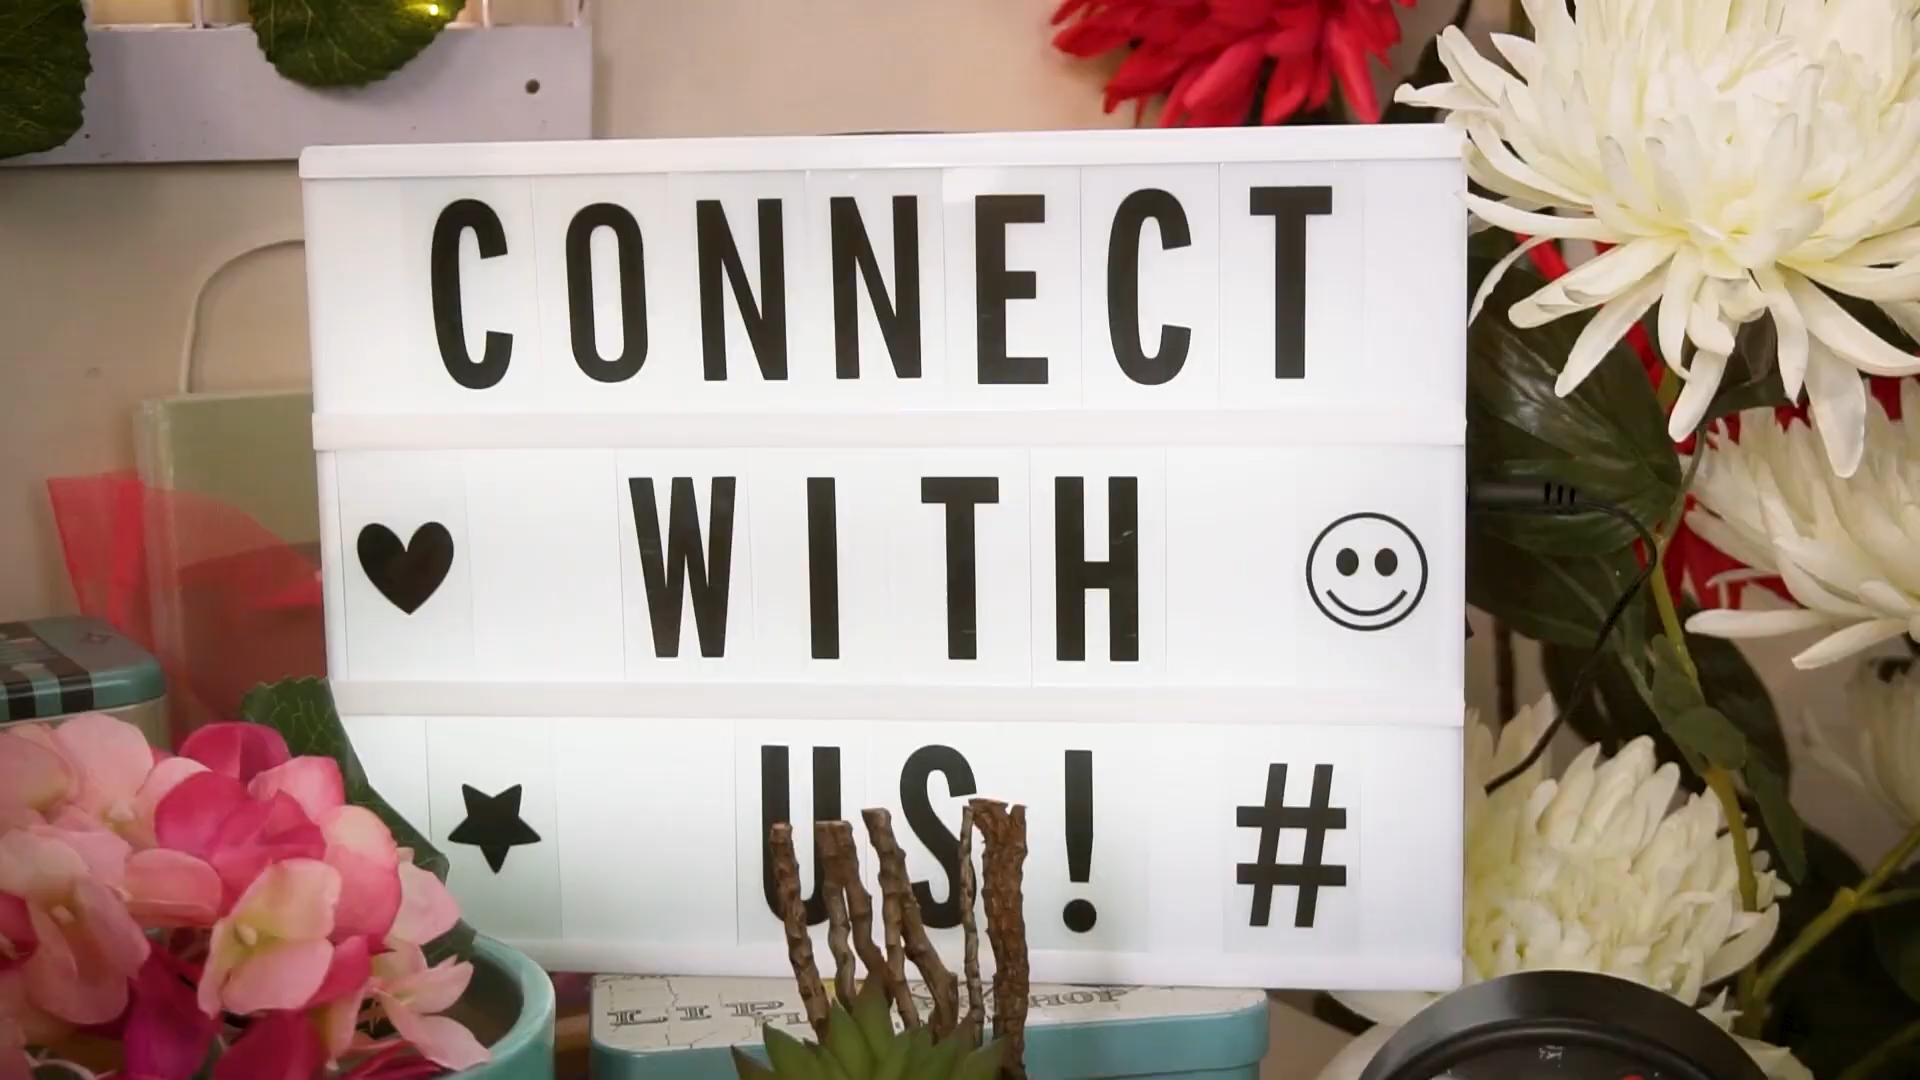 CONNECT
♥ WITH ☺
★ US! #